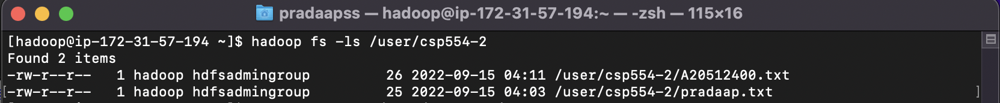 pradaapss — hadoop@ip-172-31-57-194:~ — -zsh — 115×16
[hadoop@ip-172-31-57-194 ~]$ hadoop fs -ls /user/csp554-2
Found 2 items
-rw-r--r--   1 hadoop hdfsadmingroup         26 2022-09-15 04:11 /user/csp554-2/A20512400.txt
[-rw-r--r--   1 hadoop hdfsadmingroup         25 2022-09-15 04:03 /user/csp554-2/pradaap.txt ]